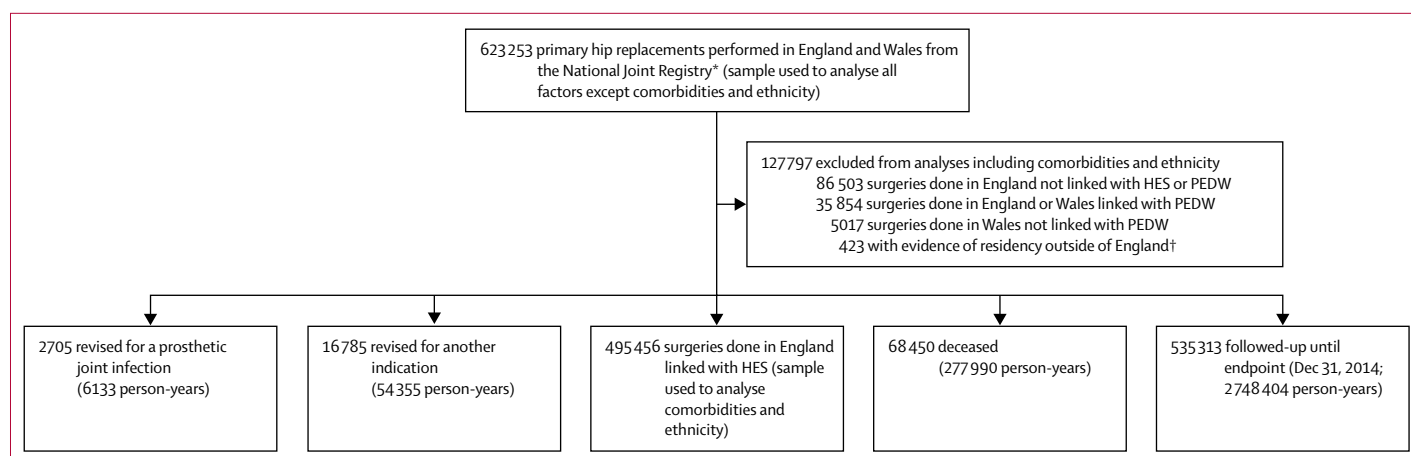 623 253 primary hip replacements performed in England and Wales from
the National Joint Registry* (sample used to analyse all
factors except comorbidities and ethnicity)
127 797 excluded from analyses including comorbidities and ethnicity
86 503 surgeries done in England not linked with HES or PEDW
35 854 surgeries done in England or Wales linked with PEDW
5017 surgeries done in Wales not linked with PEDW
423 with evidence of residency outside of England†
2705 revised for a prosthetic
joint infection
(6133 person-years)
16 785 revised for another
indication
(54 355 person-years)
495 456 surgeries done in England
linked with HES (sample
used to analyse
comorbidities and
ethnicity)
68 450 deceased
(277 990 person-years)
535 313 followed-up until
endpoint (Dec 31, 2014;
2 748 404 person-years)